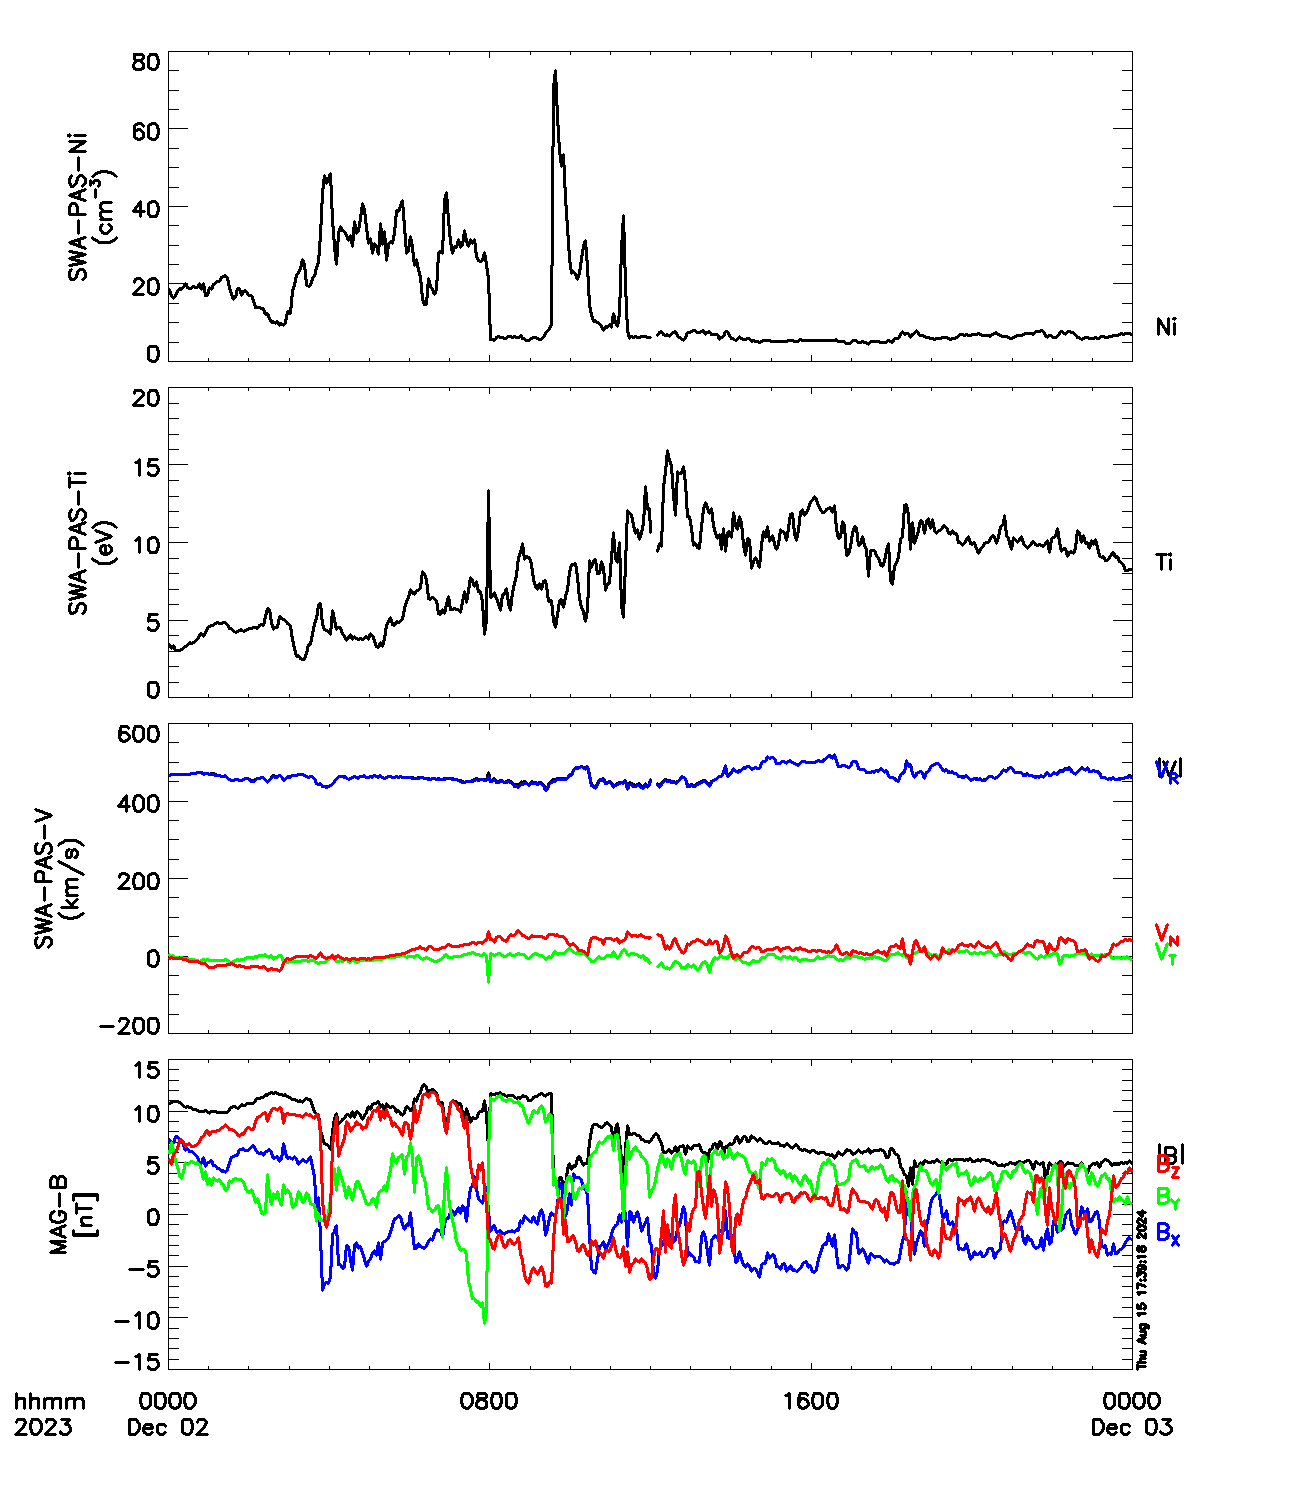 80
60
40
20
0
SWA-PAS-Ni
(cm-3)
Ni
20
15
10
5
0
SWA-PAS-Ti
(eV)
Ti
600
400
200
0
-200
SWA-PAS-V
(km/s)
|V|
VR
VN
VT
15
10
5
0
-5
-10
-15
MAG-B
[nT]
|B|
BZ
BY
BX
Thu Aug 15 17:39:18 2024
hhmm 0000 0800 1600 0000
2023 Dec 02 Dec 03